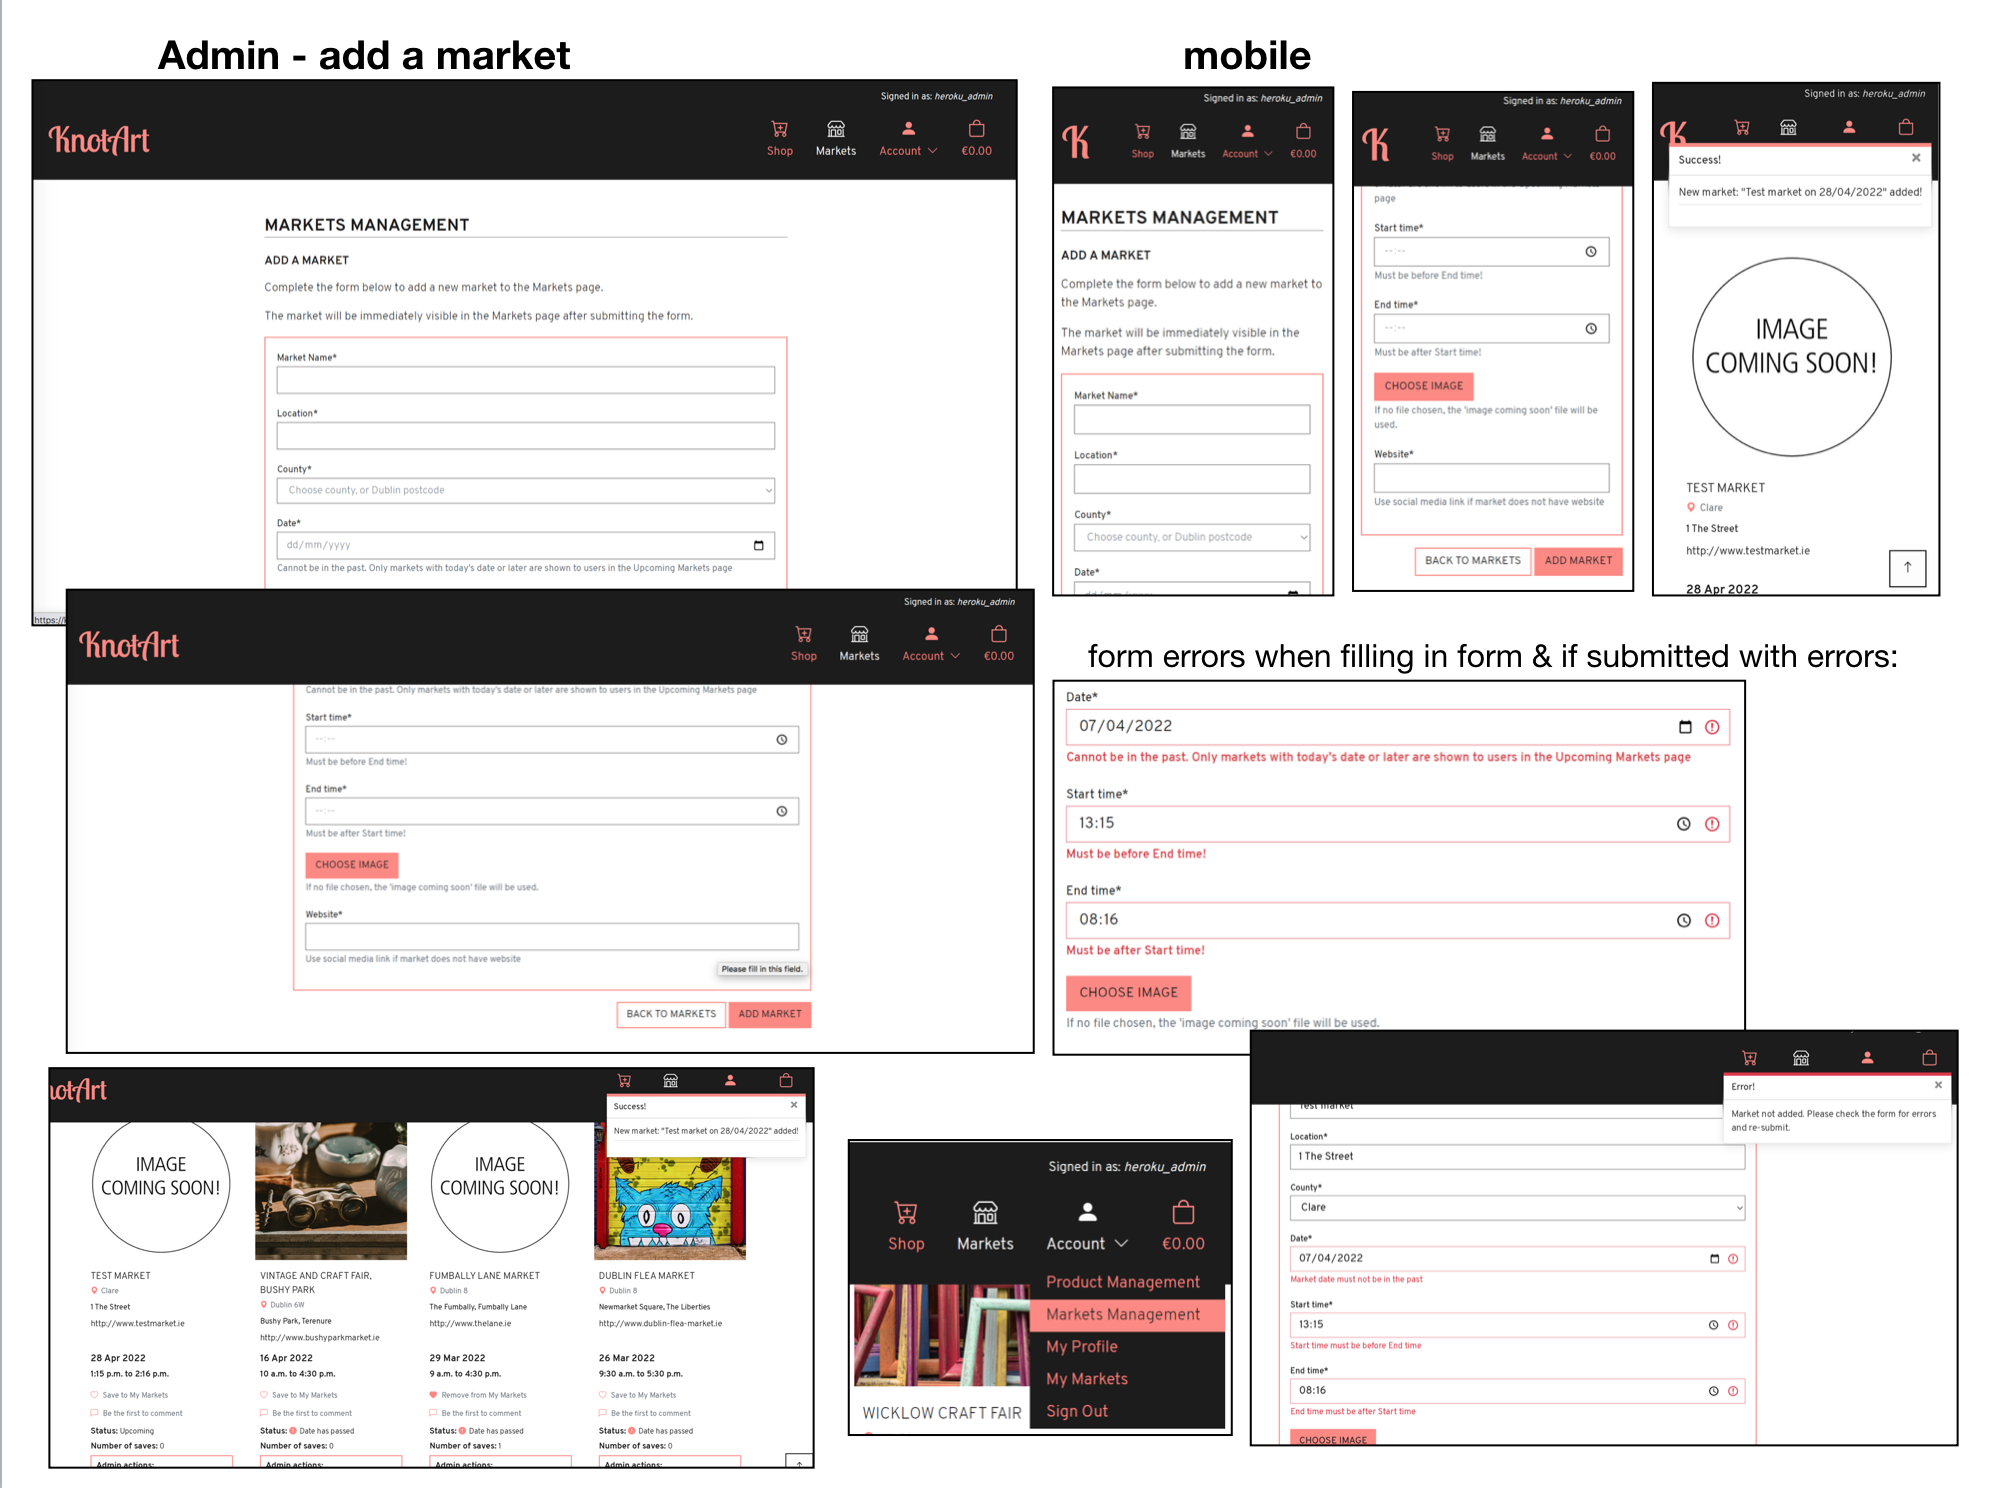 Admin - add a market
Signed in as: heroku_admin
KnotArt
Shop
Markets
Account
€0.00
MARKETS MANAGEMENT
ADD A MARKET
Complete the form below to add a new market to the Markets page.
The market will be immediately visible in the Markets page after submitting the form.
Market Name*
Location*
County*
Choose county, or Dublin postcode
Date*
dd/mm/yyyy
Cannot be in the past. Only markets with today's date or later are shown to users in the Upcoming Markets page
Signed in as: heroku_admin
KnotArt
Shop
Markets
Account
€0.00
Cannot be in the past. Only markets with today's date or later are shown to users in the Upcoming Markets page
Start time*
--:--
Must be before End time!
End time*
--:--
Must be after Start time!
CHOOSE IMAGE
If no file chosen, the 'image coming soon' file will be used.
Website*
Use social media link if market does not have website
Please fill in this field.
BACK TO MARKETS
ADD MARKET
mobile
Signed in as: heroku_admin
K
Shop
Markets
Account
€0.00
MARKETS MANAGEMENT
ADD A MARKET
Complete the form below to add a new market to
the Markets page.
The market will be immediately visible in the
Markets page after submitting the form.
Market Name*
Location*
County*
Choose county, or Dublin postcode
Date*
dd/mm/yyyy
Signed in as: heroku_admin
K
Shop
Markets
Account
€0.00
page
Start time*
--:--
Must be before End time!
End time*
--:--
Must be after Start time!
CHOOSE IMAGE
If no file chosen, the 'image coming soon' file will be
used.
Website*
Use social media link if market does not have website
BACK TO MARKETS
ADD MARKET
Signed in as: heroku_admin
K
Success!
New market: "Test market on 28/04/2022" added!
IMAGE
COMING SOON!
TEST MARKET
Clare
1 The Street
http://www.testmarket.ie
28 Apr 2022
form errors when filling in form & if submitted with errors:
Date*
07/04/2022
Cannot be in the past. Only markets with today's date or later are shown to users in the Upcoming Markets page
Start time*
13:15
Must be before End time!
End time*
08:16
Must be after Start time!
CHOOSE IMAGE
If no file chosen, the 'image coming soon' file will be used.
Error!
Market not added. Please check the form for errors
and re-submit.
Test market
Location*
1 The Street
County*
Clare
Date*
07/04/2022
Market date must not be in the past
Start time*
13:15
Start time must be before End time
End time*
08:16
End time must be after Start time
CHOOSE IMAGE
notArt
Success!
New market: "Test market on 28/04/2022" added!
IMAGE
COMING SOON!
TEST MARKET
Clare
1 The Street
http://www.testmarket.ie
28 Apr 2022
1:15 p.m. to 2:16 p.m.
Save to My Markets
Be the first to comment
Status: Upcoming
Number of saves: 0
Admin actions:
VINTAGE AND CRAFT FAIR,
BUSHY PARK
Dublin 6W
Bushy Park, Terenure
http://www.bushyparkmarket.ie
16 Apr 2022
10 a.m. to 4:30 p.m.
Save to My Markets
Be the first to comment
Status: Date has passed
Number of saves: 0
Admin actions:
IMAGE
COMING SOON!
FUMBALLY LANE MARKET
Dublin 8
The Fumbally, Fumbally Lane
http://www.thelane.ie
29 Mar 2022
9 a.m. to 4:30 p.m.
Remove from My Markets
Be the first to comment
Status: Date has passed
Number of saves: 1
Admin actions:
DUBLIN FLEA MARKET
Dublin 8
Newmarket Square, The Liberties
http://www.dublin-flea-market.ie
26 Mar 2022
9:30 a.m. to 5:30 p.m.
Save to My Markets
Be the first to comment
Status: Date has passed
Number of saves: 0
Admin actions:
Signed in as: heroku_admin
Shop
Markets
Account
€0.00
Product Management
Markets Management
My Profile
My Markets
Sign Out
WICKLOW CRAFT FAIR